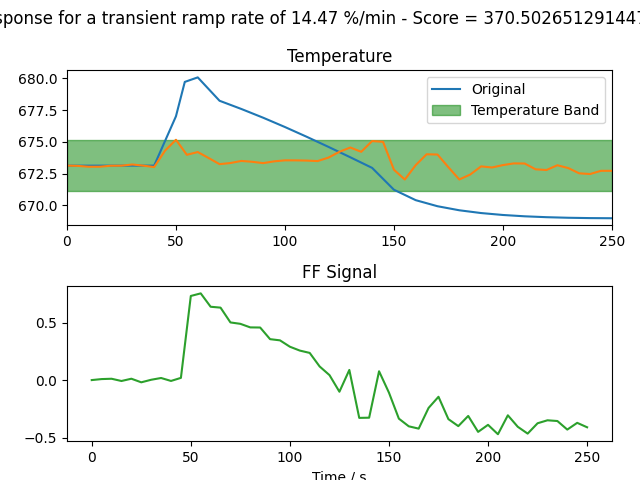 sponse for a transient ramp rate of 14.47 %/min - Score = 370.502651291447
Temperature
680.0
677.5
675.0
672.5
670.0
Original
Temperature Band
0 50 100 150 200 250
FF Signal
0.5
0.0
−0.5
0 50 100 150 200 250
Time / s